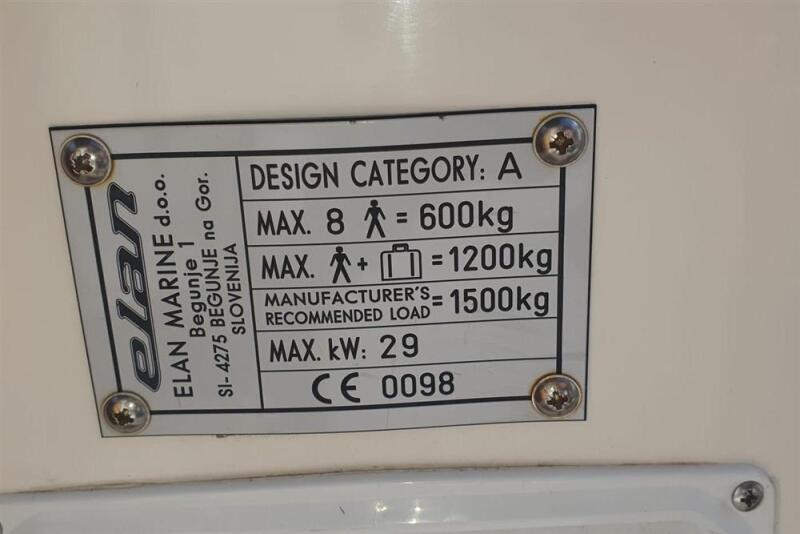 elan
ELAN MARINE d.o.o.
Begunje 1
SI-4275 BEGUNJE na Gor.
SLOVENIJA
DESIGN CATEGORY: A
MAX. 8 = 600kg
MAX. + = 1200kg
MANUFACTURER'S
RECOMMENDED LOAD = 1500kg
MAX. kW: 29
CE 0098